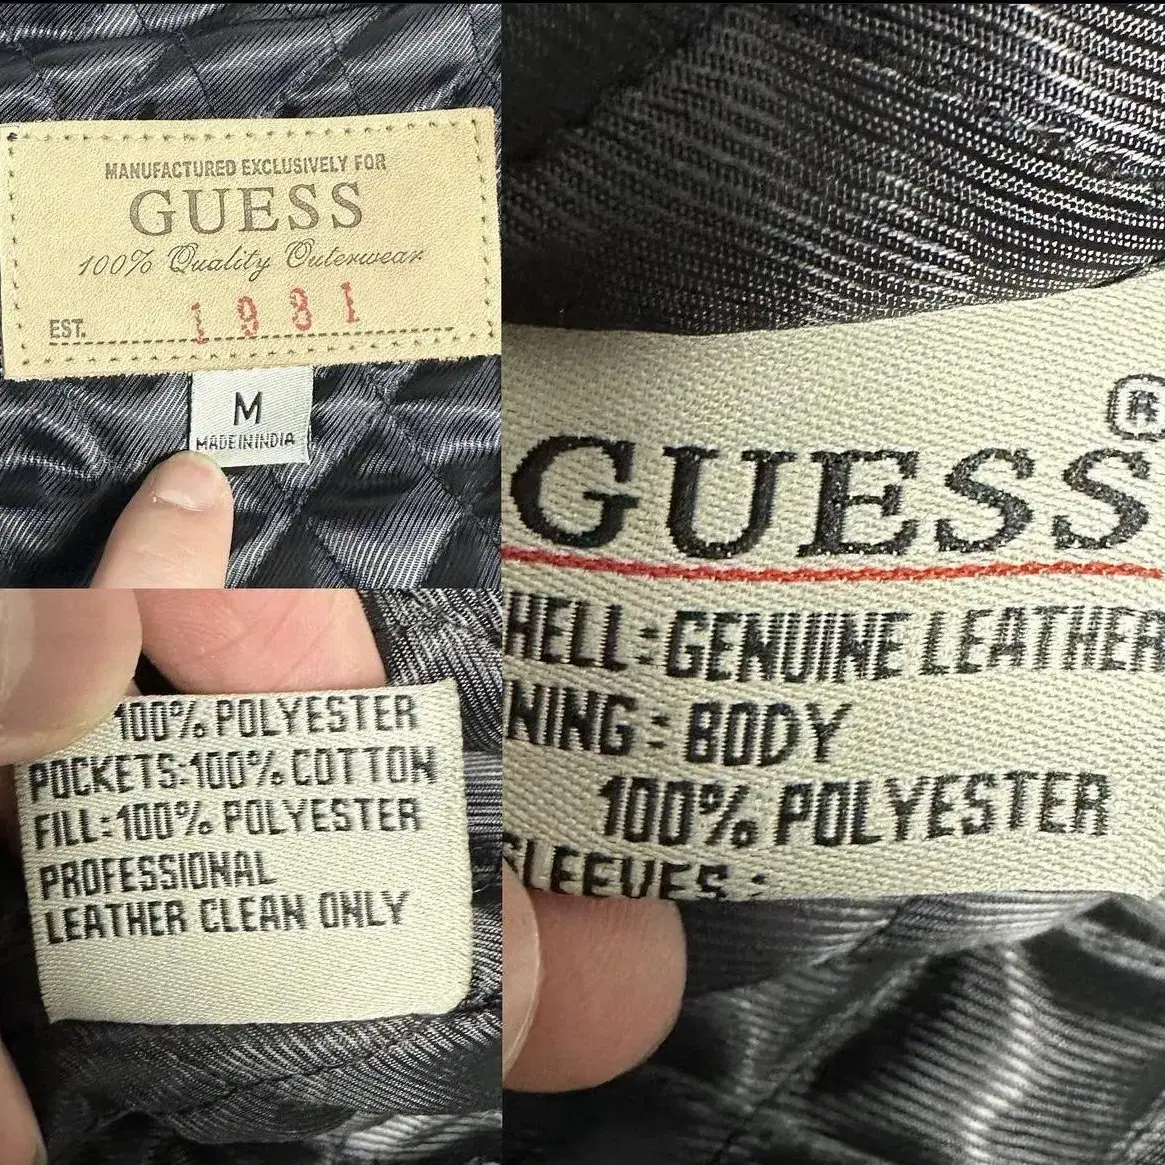 MANUFACTURED EXCLUSIVELY FOR
GUESS
100% Quality Outerwear
EST. 1981
M
MADE IN INDIA
100% POLYESTER
POCKETS:100% COTTON
FILL:100% POLYESTER
PROFESSIONAL
LEATHER CLEAN ONLY
GUESS®
HELL:GENUINE LEATHER
NING:BODY
100% POLYESTER
SLEEVES: